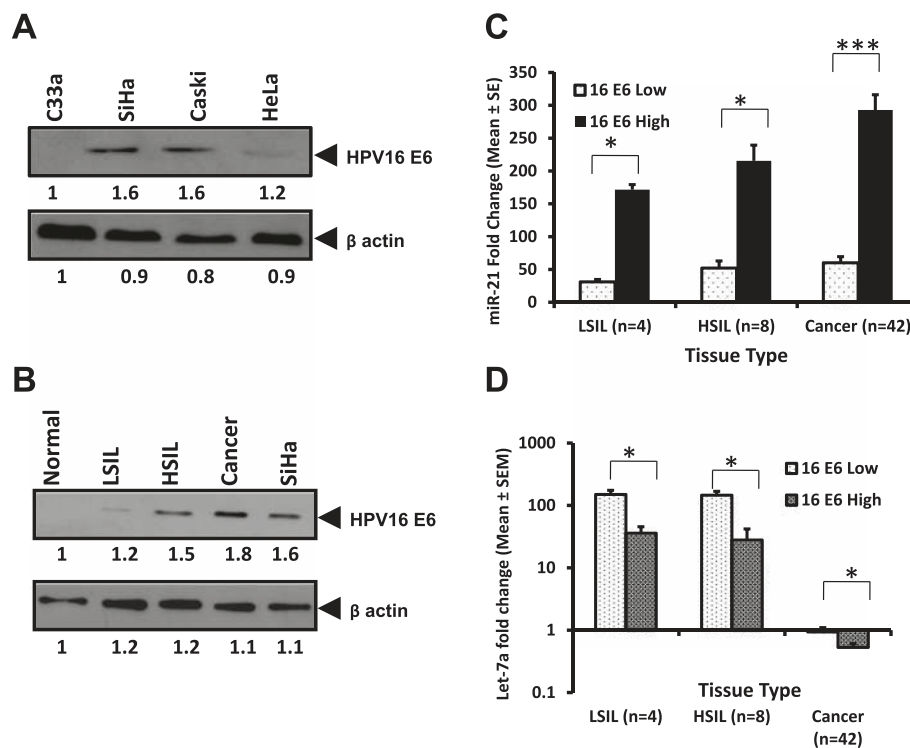 A
C33a
SiHa
Caski
HeLa
HPV16 E6
1 1.6 1.6 1.2
β actin
1 0.9 0.8 0.9
B
Normal
LSIL
HSIL
Cancer
SiHa
HPV16 E6
1 1.2 1.5 1.8 1.6
β actin
1 1.2 1.2 1.1 1.1
C
miR-21 Fold Change (Mean ± SE)
350
300
250
200
150
100
50
0
16 E6 Low
16 E6 High
*
*
***
LSIL (n=4) HSIL (n=8) Cancer (n=42)
Tissue Type
D
Let-7a fold change (Mean ± SEM)
1000
100
10
1
0.1
*
*
*
16 E6 Low
16 E6 High
Tissue Type
LSIL (n=4) HSIL (n=8) Cancer
(n=42)